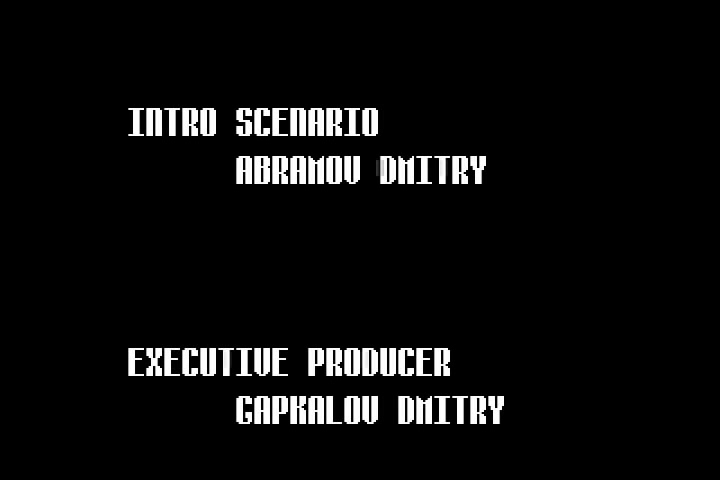 INTRO SCENARIO
ABRAMOV DMITRY
EXECUTIVE PRODUCER
GAPKALOV DMITRY